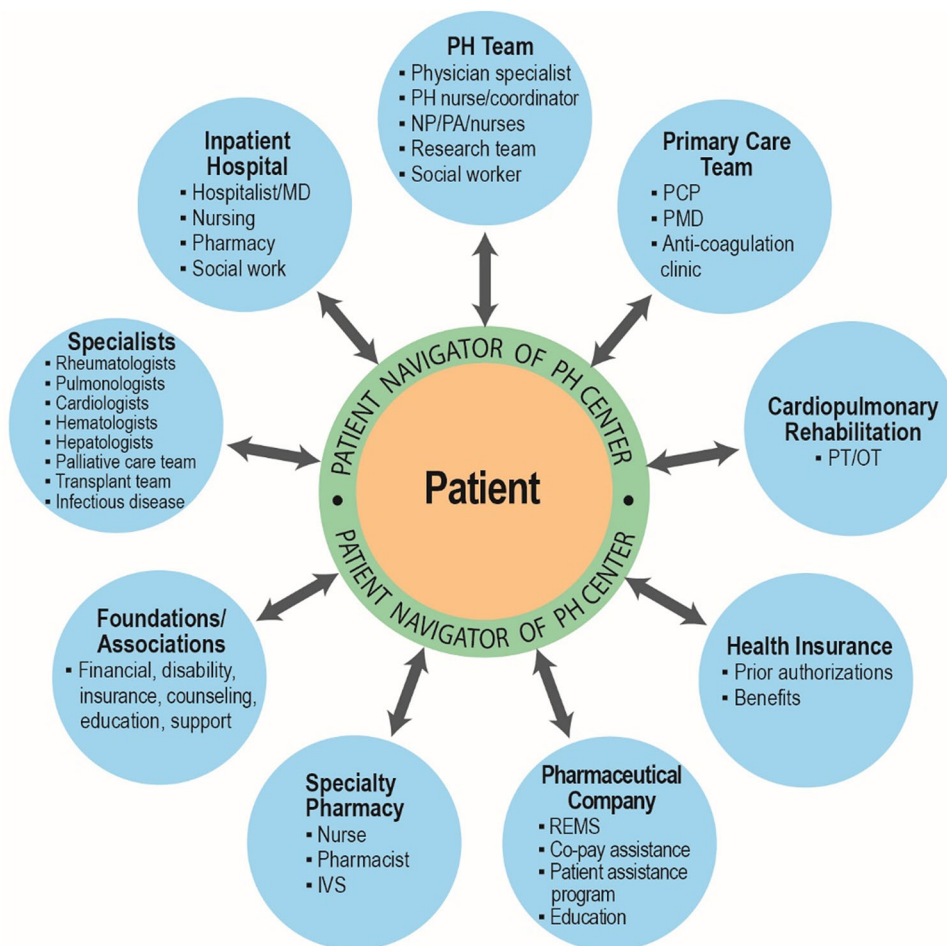 PH Team
▪ Physician specialist
▪ PH nurse/coordinator
▪ NP/PA/nurses
▪ Research team
▪ Social worker
Primary Care
Team
▪ PCP
▪ PMD
▪ Anti-coagulation
clinic
Cardiopulmonary
Rehabilitation
▪ PT/OT
Health Insurance
▪ Prior authorizations
▪ Benefits
Pharmaceutical
Company
▪ REMS
▪ Co-pay assistance
▪ Patient assistance
program
▪ Education
Specialty
Pharmacy
▪ Nurse
▪ Pharmacist
▪ IVS
Foundations/
Associations
▪ Financial, disability,
insurance, counseling,
education, support
Specialists
▪ Rheumatologists
▪ Pulmonologists
▪ Cardiologists
▪ Hematologists
▪ Hepatologists
▪ Palliative care team
▪ Transplant team
▪ Infectious disease
Inpatient
Hospital
▪ Hospitalist/MD
▪ Nursing
▪ Pharmacy
▪ Social work
PATIENT NAVIGATOR OF PH CENTER
Patient
PATIENT NAVIGATOR OF PH CENTER